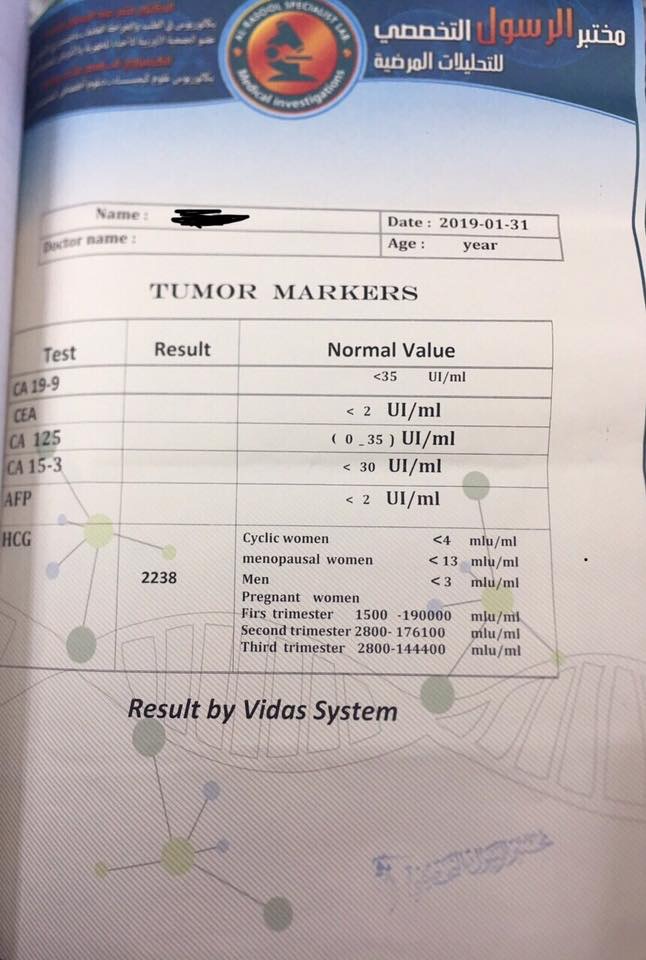 مختبر الرسول التخصصي
للتحليلات المرضية
AL-RASOOL SPECIALIST LAB
Medical investigations
Name :
Date : 2019-01-31
Doctor name :
Age : year
TUMOR MARKERS
Test Result Normal Value
CA 19-9 <35 UI/ml
CEA < 2 UI/ml
CA 125 ( 0 _ 35 ) UI/ml
CA 15-3 < 30 UI/ml
AFP < 2 UI/ml
HCG 2238 Cyclic women <4 mlu/ml
menopausal women < 13 mlu/ml
Men < 3 mlu/ml
Pregnant women
Firs trimester 1500 -190000 mlu/ml
Second trimester 2800- 176100 mlu/ml
Third trimester 2800-144400 mlu/ml
Result by Vidas System